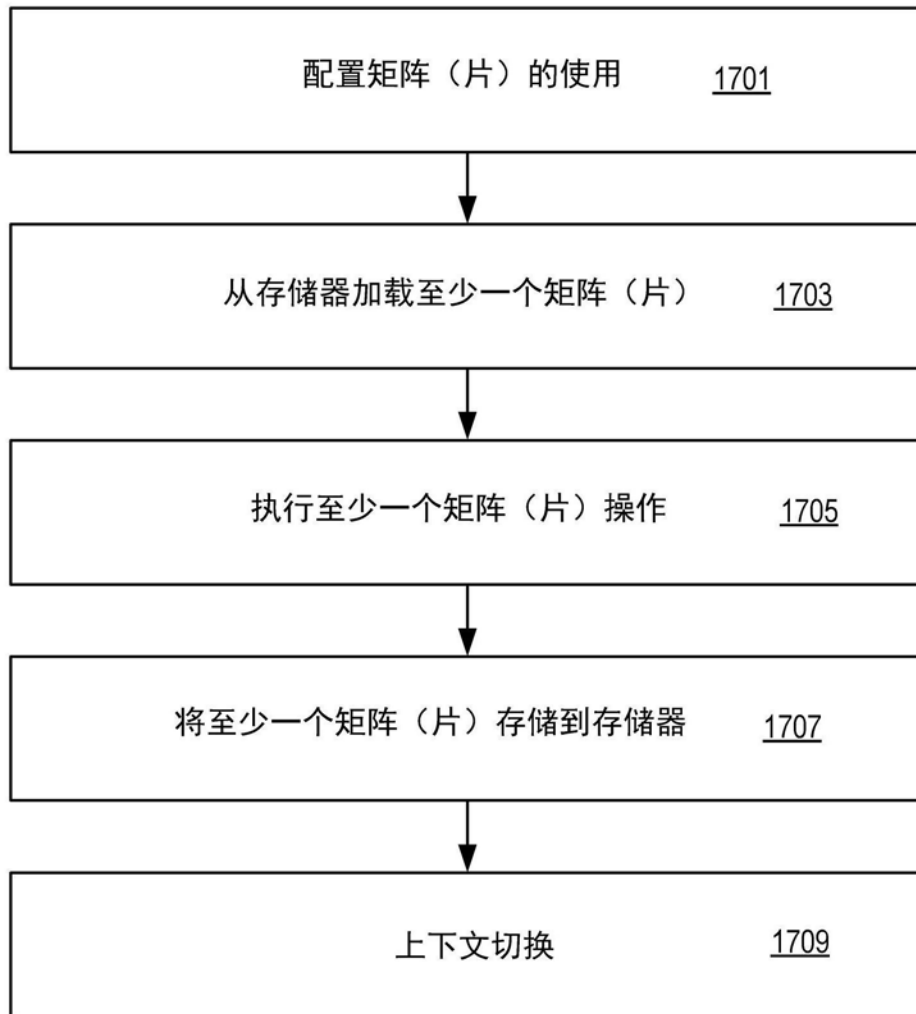 配置矩阵（片）的使用 1701
从存储器加载至少一个矩阵（片） 1703
执行至少一个矩阵（片）操作 1705
将至少一个矩阵（片）存储到存储器 1707
上下文切换 1709